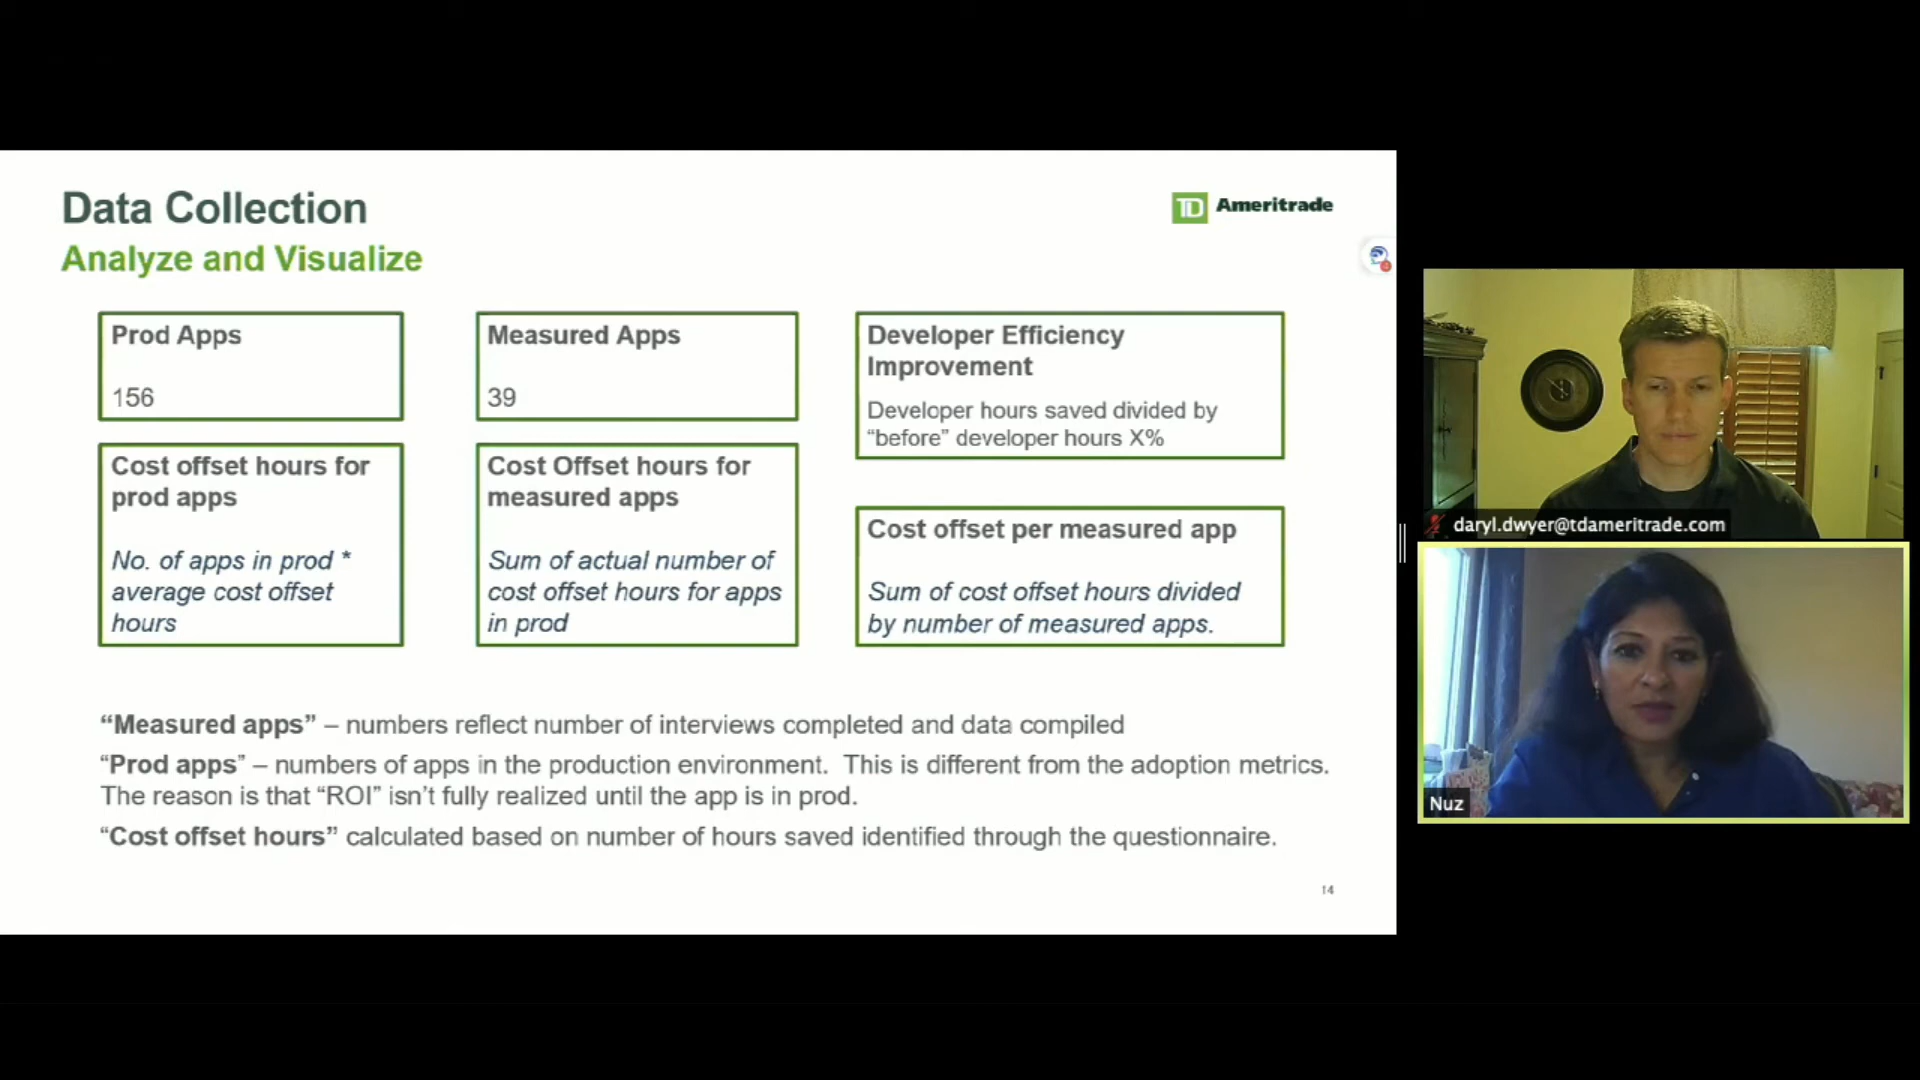 Data Collection
Analyze and Visualize
TD Ameritrade
Prod Apps
156
Measured Apps
39
Developer Efficiency
Improvement
Developer hours saved divided by
“before” developer hours X%
Cost offset hours for
prod apps
No. of apps in prod *
average cost offset
hours
Cost Offset hours for
measured apps
Sum of actual number of
cost offset hours for apps
in prod
Cost offset per measured app
Sum of cost offset hours divided
by number of measured apps.
“Measured apps” – numbers reflect number of interviews completed and data compiled
“Prod apps” – numbers of apps in the production environment.  This is different from the adoption metrics.
The reason is that “ROI” isn’t fully realized until the app is in prod.
“Cost offset hours” calculated based on number of hours saved identified through the questionnaire.
14
daryl.dwyer@tdameritrade.com
Nuz